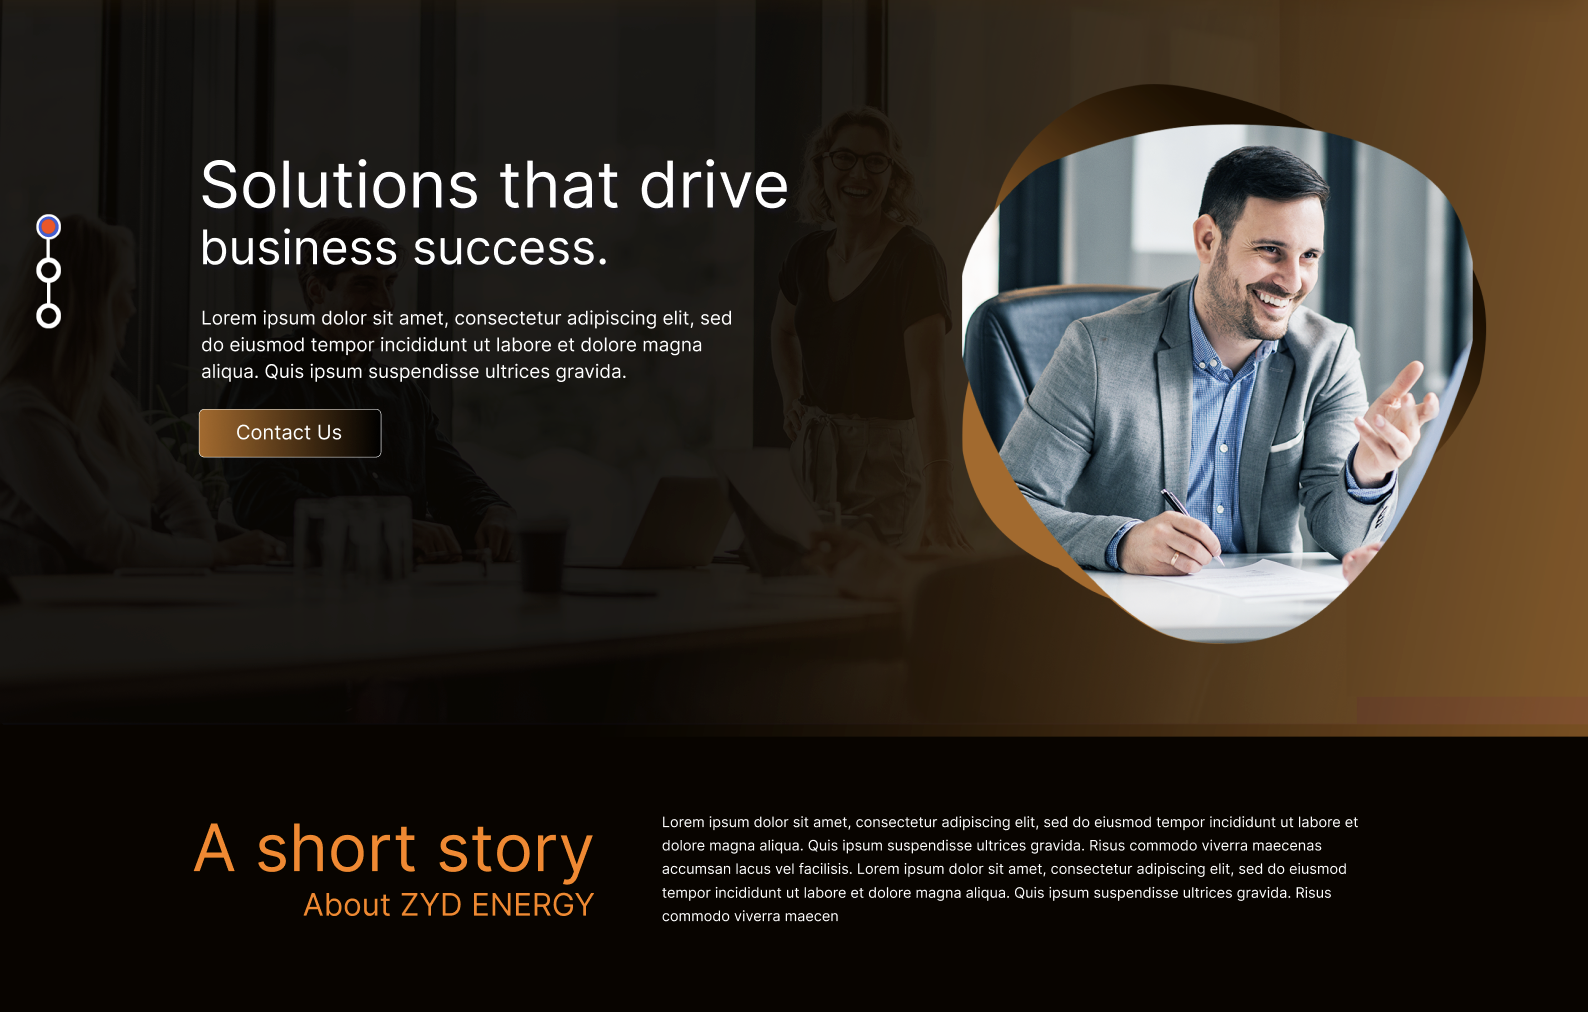 Solutions that drive
business success.
Lorem ipsum dolor sit amet, consectetur adipiscing elit, sed
do eiusmod tempor incididunt ut labore et dolore magna
aliqua. Quis ipsum suspendisse ultrices gravida.
Contact Us
A short story
About ZYD ENERGY
Lorem ipsum dolor sit amet, consectetur adipiscing elit, sed do eiusmod tempor incididunt ut labore et
dolore magna aliqua. Quis ipsum suspendisse ultrices gravida. Risus commodo viverra maecenas
accumsan lacus vel facilisis. Lorem ipsum dolor sit amet, consectetur adipiscing elit, sed do eiusmod
tempor incididunt ut labore et dolore magna aliqua. Quis ipsum suspendisse ultrices gravida. Risus
commodo viverra maecen